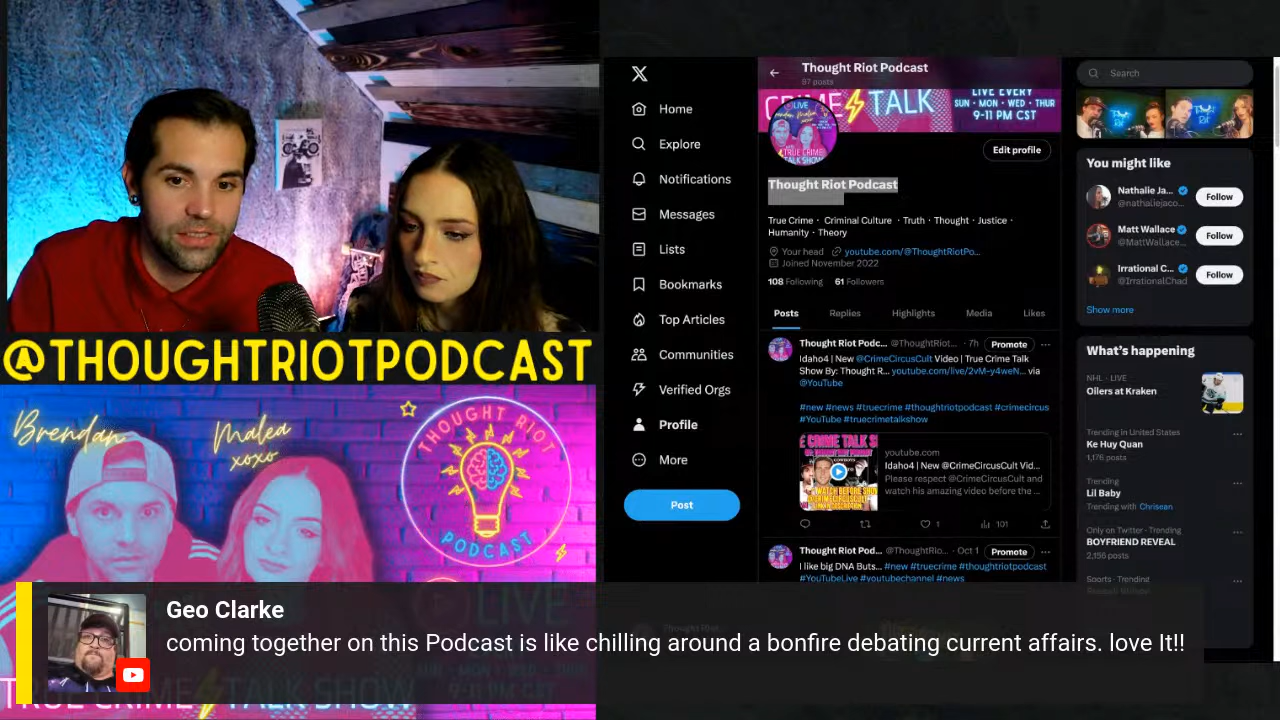 @THOUGHTRIOTPODCAST
Brendan
Malea
xoxo
THOUGHT RIOT
PODCAST
LIVE
TRUE CRIME TALK SHOW
Home
Explore
Notifications
Messages
Lists
Bookmarks
Top Articles
Communities
Verified Orgs
Profile
More
Post
Thought Riot Podcast
97 posts
CRIME TALK
LIVE EVERY
SUN · MON · WED · THUR
9-11 PM CST
Edit profile
Thought Riot Podcast
True Crime · Criminal Culture · Truth · Thought · Justice ·
Humanity · Theory
Your head youtube.com/@ThoughtRiotPo...
Joined November 2022
108 Following 61 Followers
Posts Replies Highlights Media Likes
Thought Riot Podc... @ThoughtRiot... · 7h Promote ...
Idaho4 | New @CrimeCircusCult Video | True Crime Talk
Show By: Thought R... youtube.com/live/2vM-y4weN... via
@YouTube
#new #news #truecrime #thoughtriotpodcast #crimecircus
#YouTube #truecrimetalkshow
youtube.com
Idaho4 | New @CrimeCircusCult Vid...
Please respect @CrimeCircusCult and
watch his amazing video before the ...
1 101
Thought Riot Pod... @ThoughtRio... · Oct 1 Promote ...
I like big DNA Buts... #new #truecrime #thoughtriotpodcast
#YouTubeLive #youtubechannel #news
Search
You might like
Nathalie Ja...
@nathaliejaco...
Follow
Matt Wallace
@MattWallace...
Follow
Irrational C...
@IrrationalChad
Follow
Show more
What's happening
NHL · LIVE
Oilers at Kraken
Trending in United States
Ke Huy Quan
1,176 posts
Trending
Lil Baby
Trending with Chrisean
Only on Twitter · Trending
BOYFRIEND REVEAL
2,156 posts
Sports · Trending
Geo Clarke
coming together on this Podcast is like chilling around a bonfire debating current affairs. love It!!